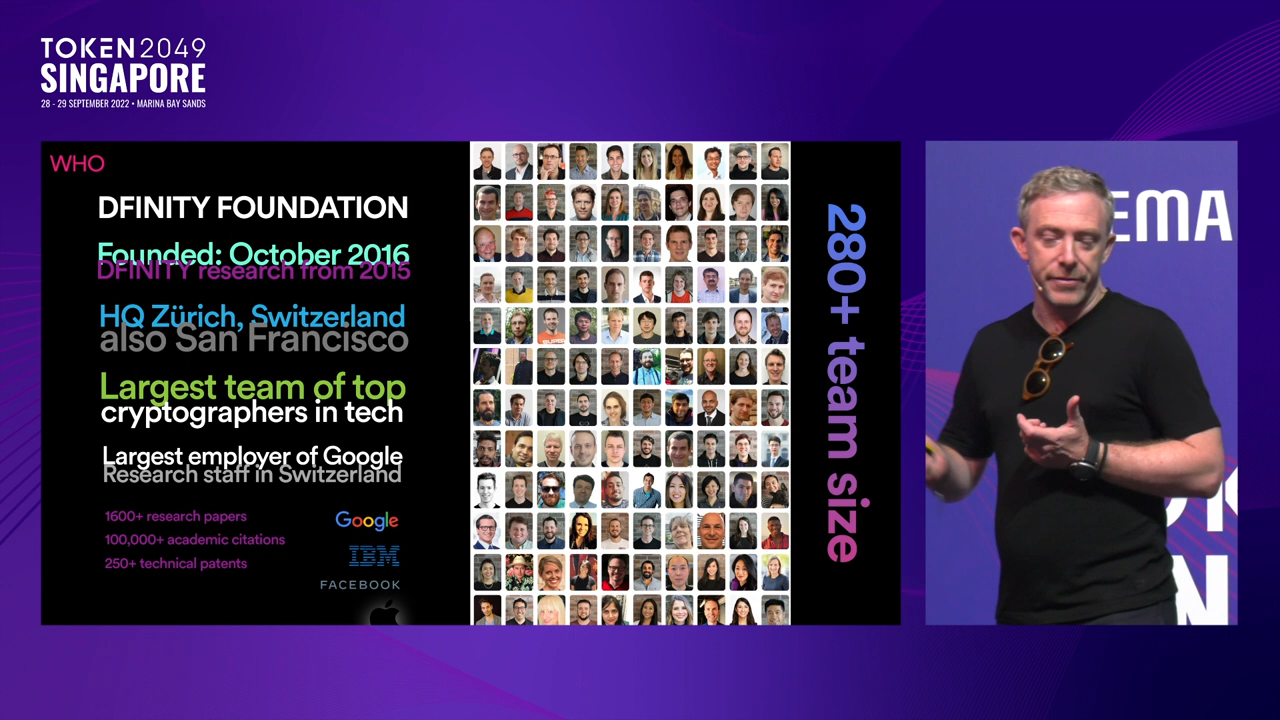 TOKEN2049
SINGAPORE
28 - 29 SEPTEMBER 2022 • MARINA BAY SANDS
WHO
DFINITY FOUNDATION
Founded: October 2016
DFINITY research from 2015
HQ Zürich, Switzerland
also San Francisco
Largest team of top
cryptographers in tech
Largest employer of Google
Research staff in Switzerland
1600+ research papers
100,000+ academic citations
250+ technical patents
Google
IBM
FACEBOOK
280+ team size
EMA
N